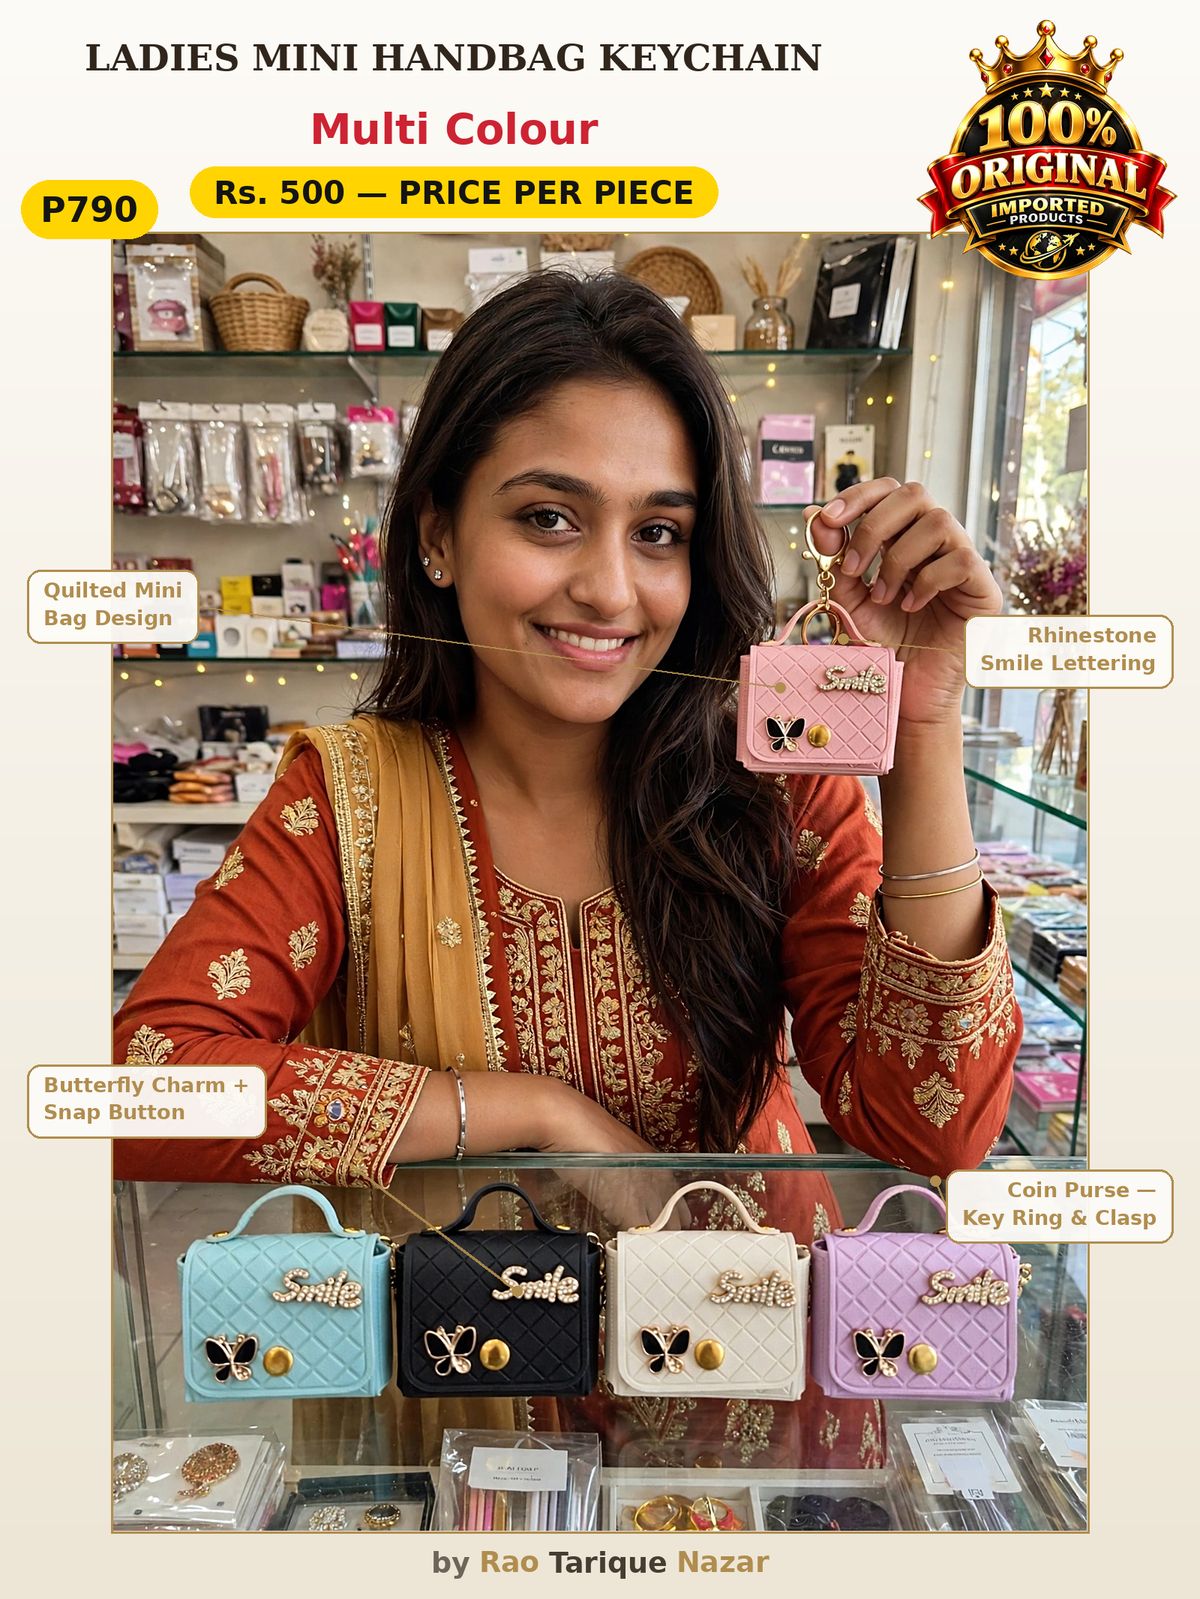 LADIES MINI HANDBAG KEYCHAIN
Multi Colour
Rs. 500 — PRICE PER PIECE
P790
100%
ORIGINAL
IMPORTED
PRODUCTS
Quilted Mini
Bag Design
Rhinestone
Smile Lettering
Smile
Butterfly Charm +
Snap Button
Coin Purse —
Key Ring & Clasp
Smile
Smile
Smile
Smile
by Rao Tarique Nazar